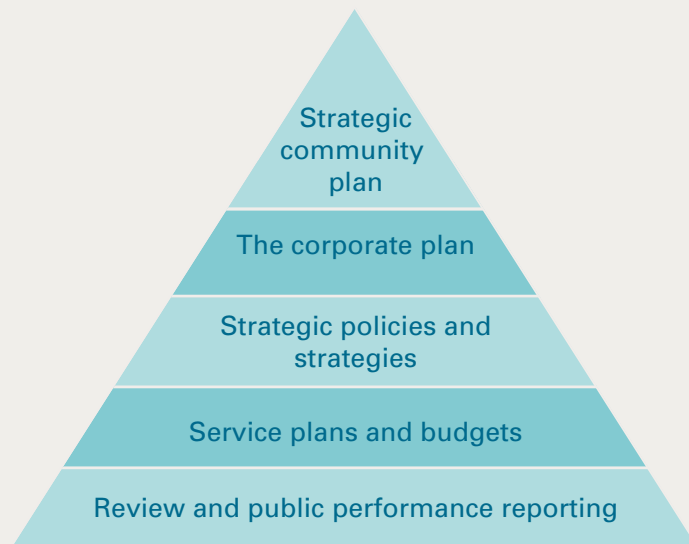 Strategic
community
plan
The corporate plan
Strategic policies and
strategies
Service plans and budgets
Review and public performance reporting